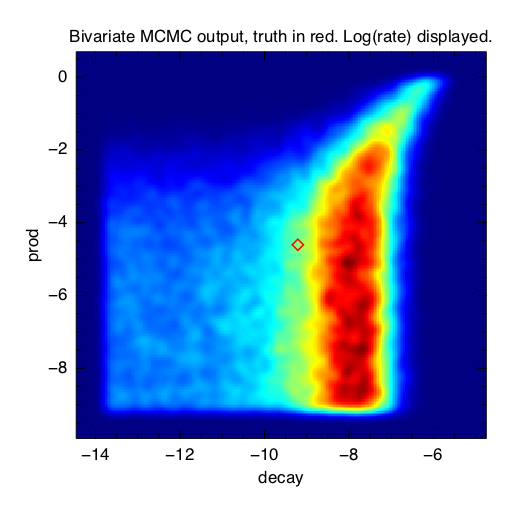 Bivariate MCMC output, truth in red. Log(rate) displayed.
0
−2
−4
−6
−8
prod
−14 −12 −10 −8 −6
decay